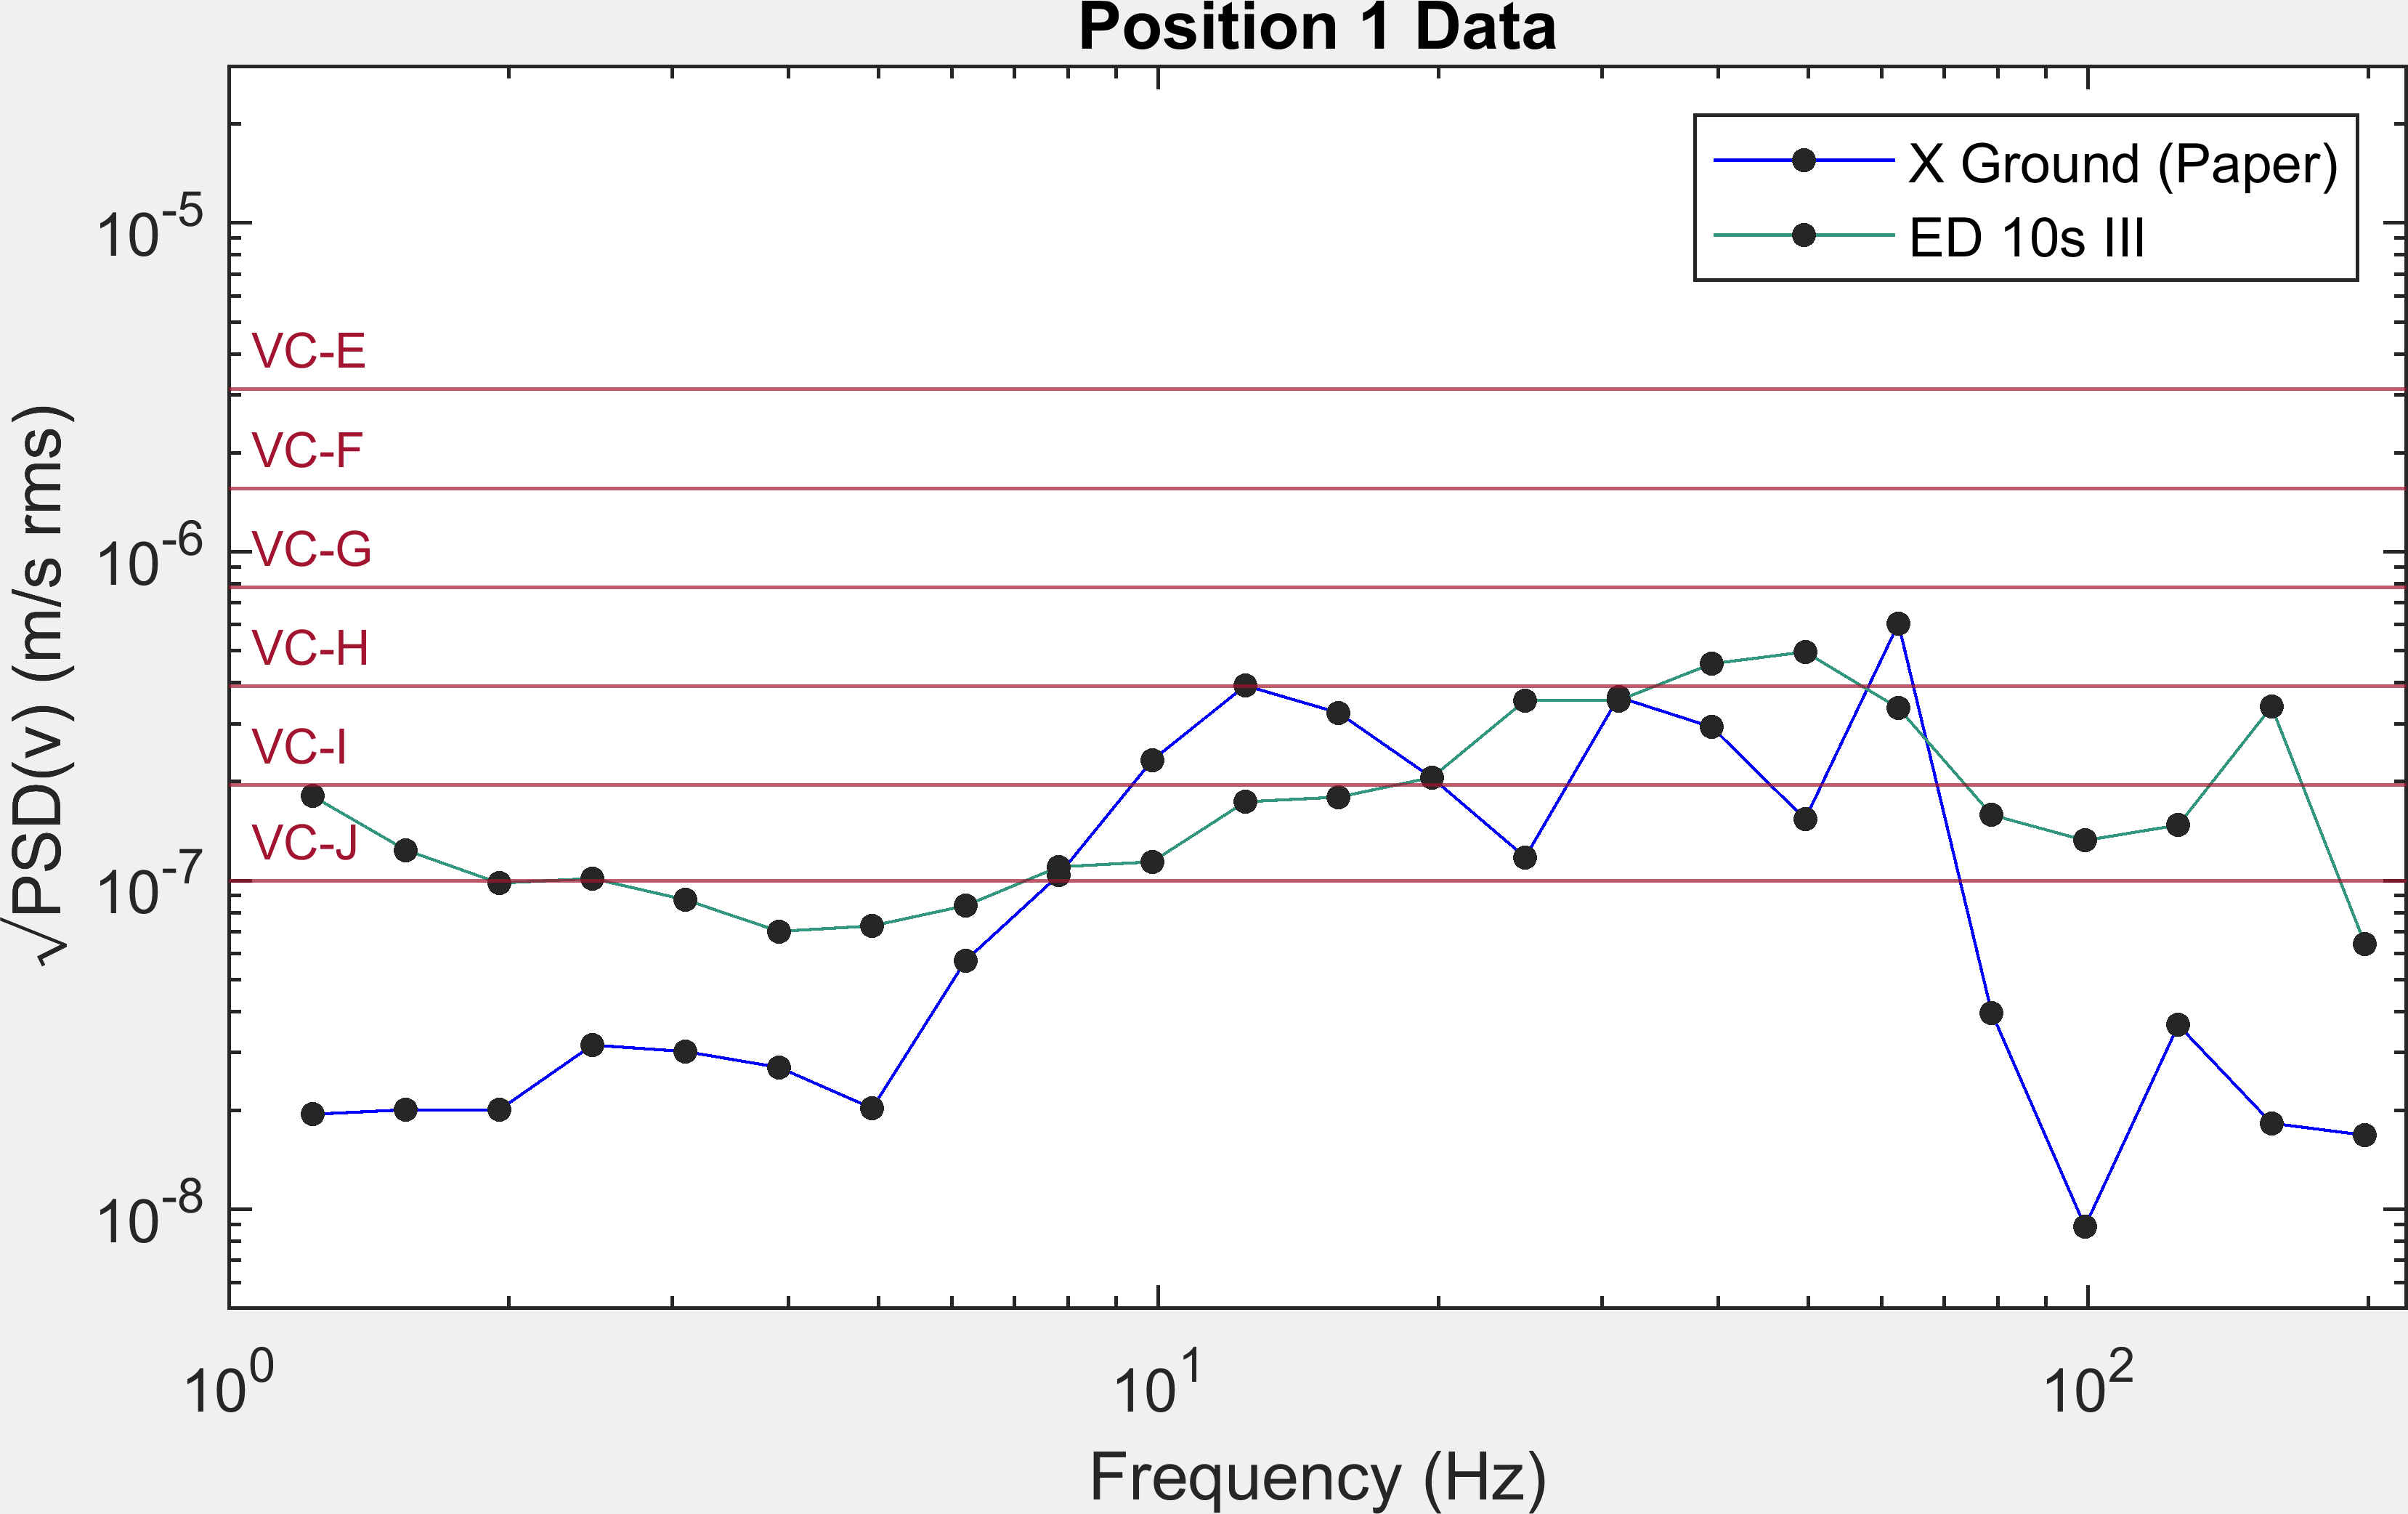 Position 1 Data
X Ground (Paper)
ED 10s III
10^-5
10^-6
10^-7
10^-8
VC-E
VC-F
VC-G
VC-H
VC-I
VC-J
√PSD(v) (m/s rms)
10^0
10^1
10^2
Frequency (Hz)